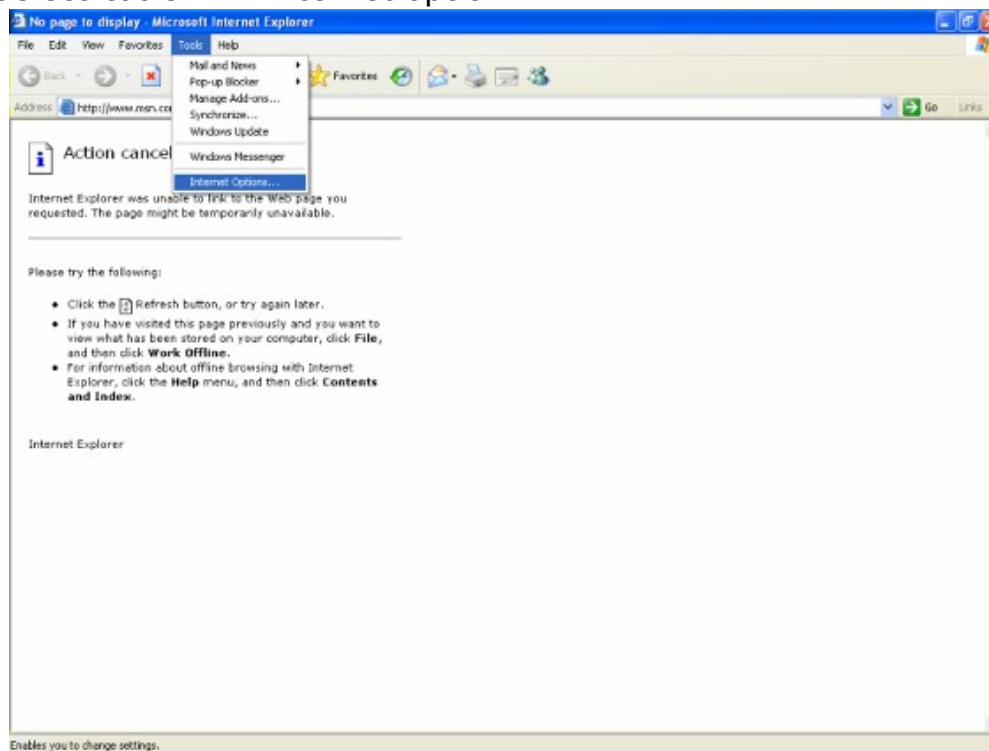 No page to display - Microsoft Internet Explorer
File Edit View Favorites Tools Help
Back Favorites
Address http://www.msn.co Go Links
Mail and News
Pop-up Blocker
Manage Add-ons...
Synchronize...
Windows Update
Windows Messenger
Internet Options...
Action cancel
Internet Explorer was unable to link to the Web page you
requested. The page might be temporarily unavailable.
Please try the following:
• Click the Refresh button, or try again later.
• If you have visited this page previously and you want to
view what has been stored on your computer, click File,
and then click Work Offline.
• For information about offline browsing with Internet
Explorer, click the Help menu, and then click Contents
and Index.
Internet Explorer
Enables you to change settings.